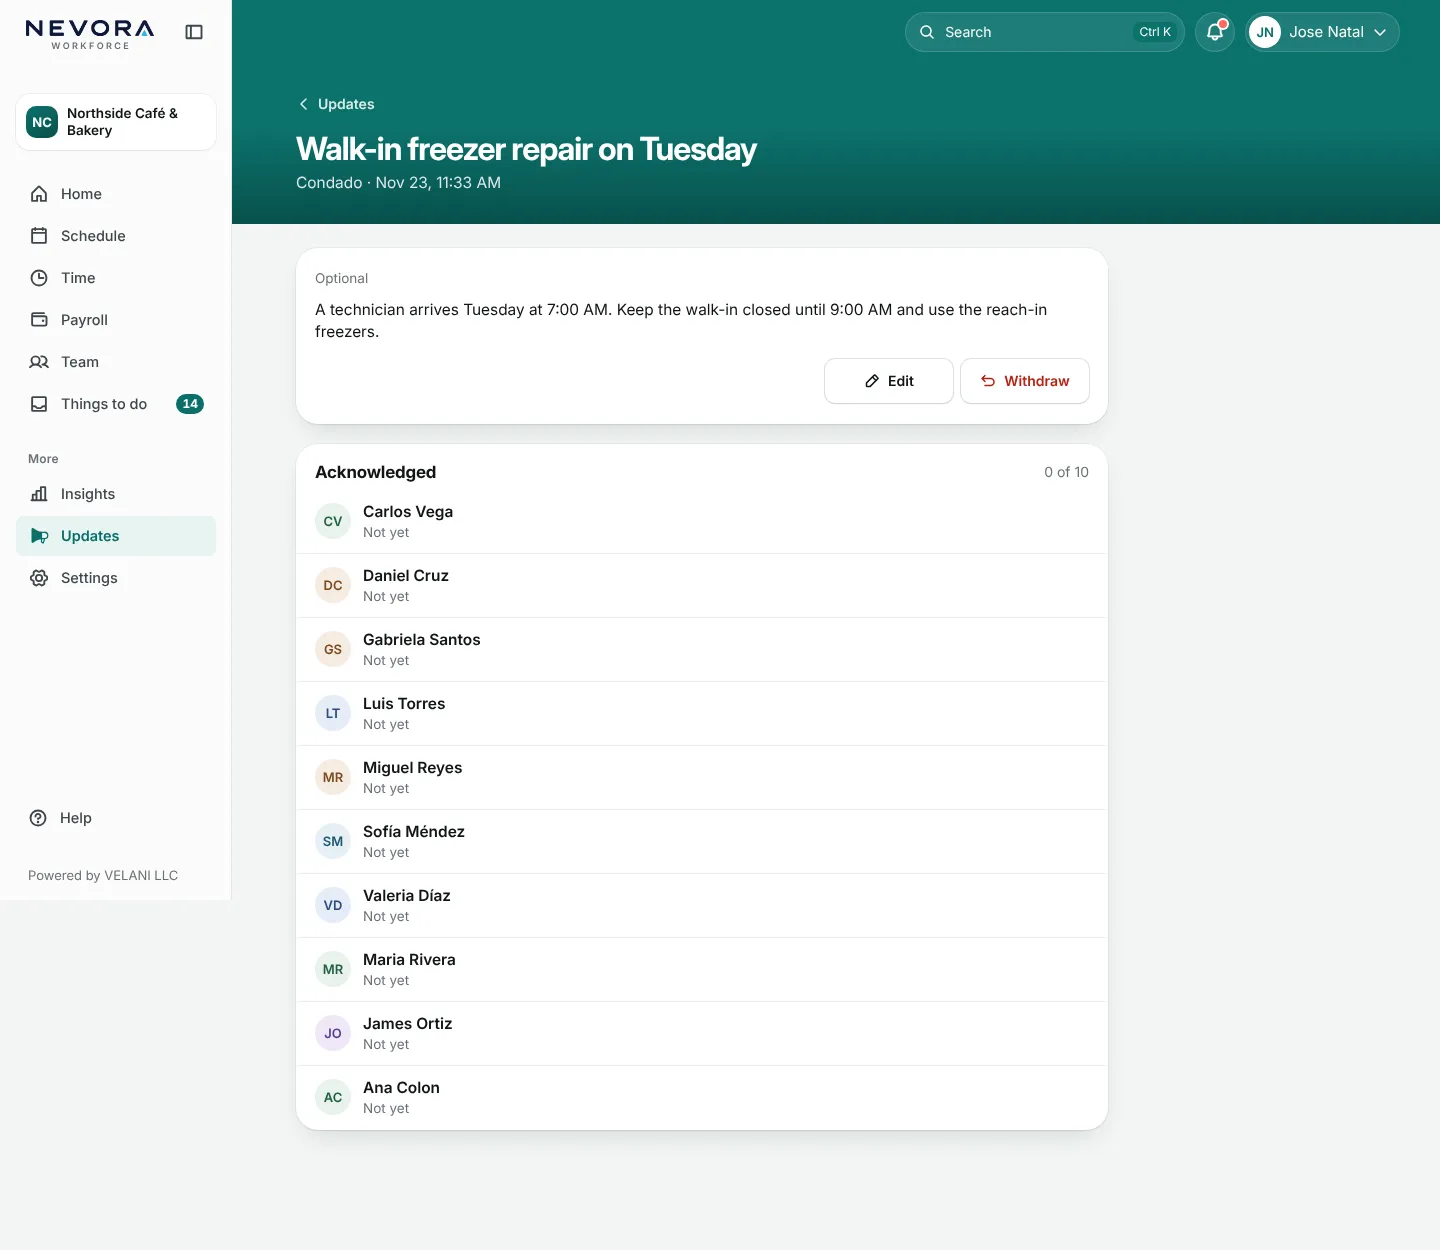 NEVORA
WORKFORCE
Search
Ctrl K
JN
Jose Natal
NC
Northside Café &
Bakery
Home
Schedule
Time
Payroll
Team
Things to do
14
More
Insights
Updates
Settings
Help
Powered by VELANI LLC
Updates
Walk-in freezer repair on Tuesday
Condado · Nov 23, 11:33 AM
Optional
A technician arrives Tuesday at 7:00 AM. Keep the walk-in closed until 9:00 AM and use the reach-in
freezers.
Edit
Withdraw
Acknowledged
0 of 10
CV
Carlos Vega
Not yet
DC
Daniel Cruz
Not yet
GS
Gabriela Santos
Not yet
LT
Luis Torres
Not yet
MR
Miguel Reyes
Not yet
SM
Sofía Méndez
Not yet
VD
Valeria Díaz
Not yet
MR
Maria Rivera
Not yet
JO
James Ortiz
Not yet
AC
Ana Colon
Not yet